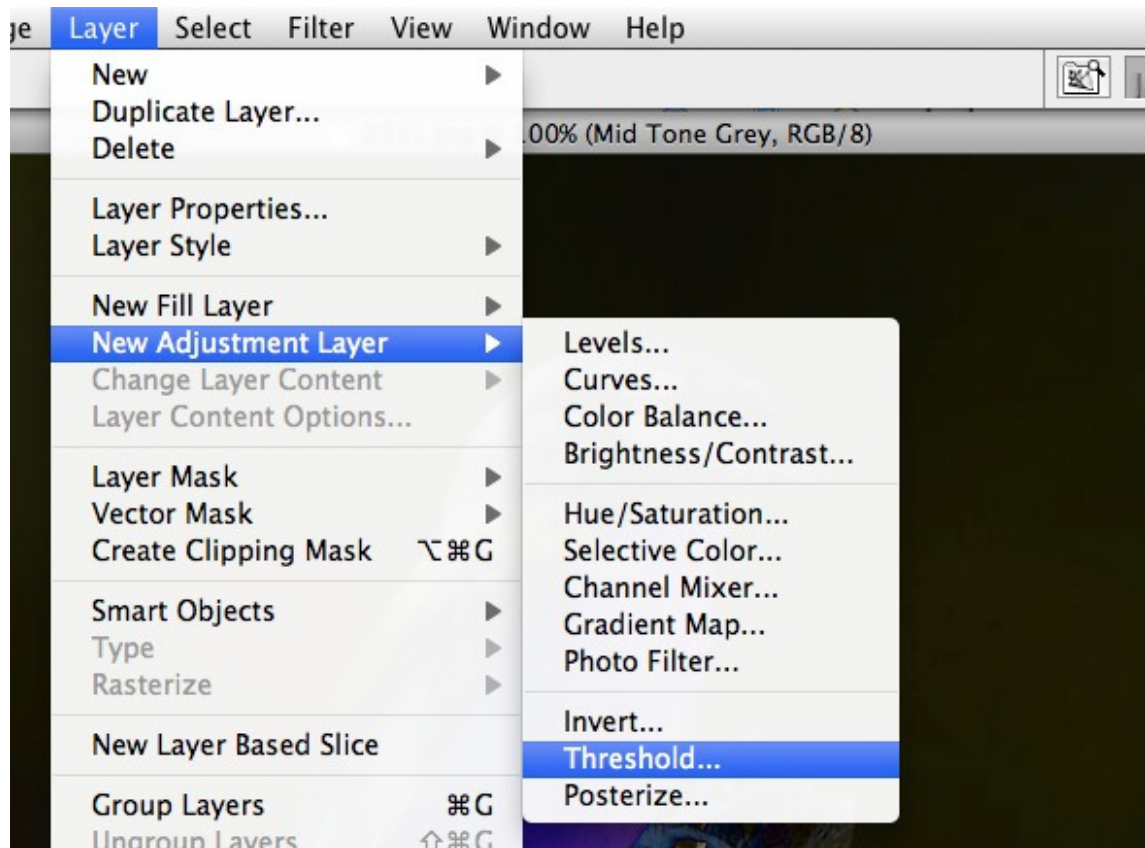 Layer Select Filter View Window Help
00% (Mid Tone Grey, RGB/8)
New
Duplicate Layer...
Delete
Layer Properties...
Layer Style
New Fill Layer
New Adjustment Layer
Change Layer Content
Layer Content Options...
Layer Mask
Vector Mask
Create Clipping Mask ⌥⌘G
Smart Objects
Type
Rasterize
New Layer Based Slice
Group Layers ⌘G
Ungroup Layers ⇧⌘G
Levels...
Curves...
Color Balance...
Brightness/Contrast...
Hue/Saturation...
Selective Color...
Channel Mixer...
Gradient Map...
Photo Filter...
Invert...
Threshold...
Posterize...